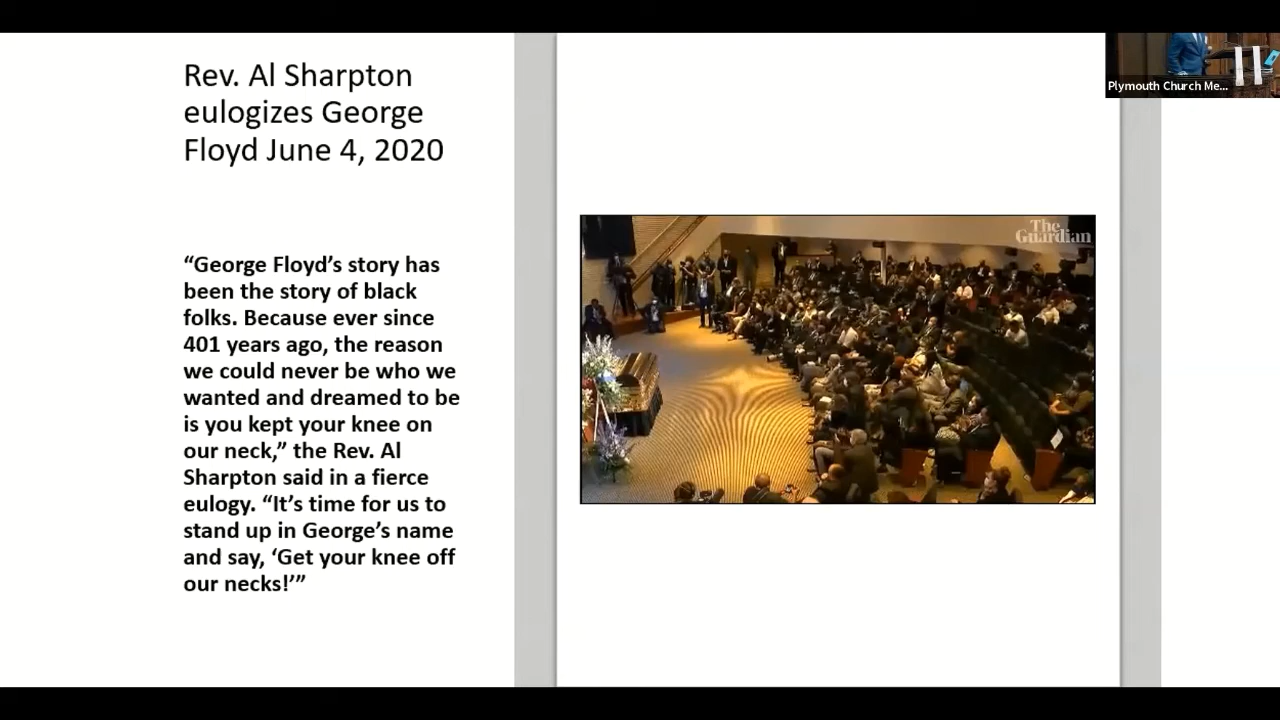 Rev. Al Sharpton
eulogizes George
Floyd June 4, 2020
“George Floyd’s story has
been the story of black
folks. Because ever since
401 years ago, the reason
we could never be who we
wanted and dreamed to be
is you kept your knee on
our neck,” the Rev. Al
Sharpton said in a fierce
eulogy. “It’s time for us to
stand up in George’s name
and say, ‘Get your knee off
our necks!’”
The
Guardian
Plymouth Church Me...